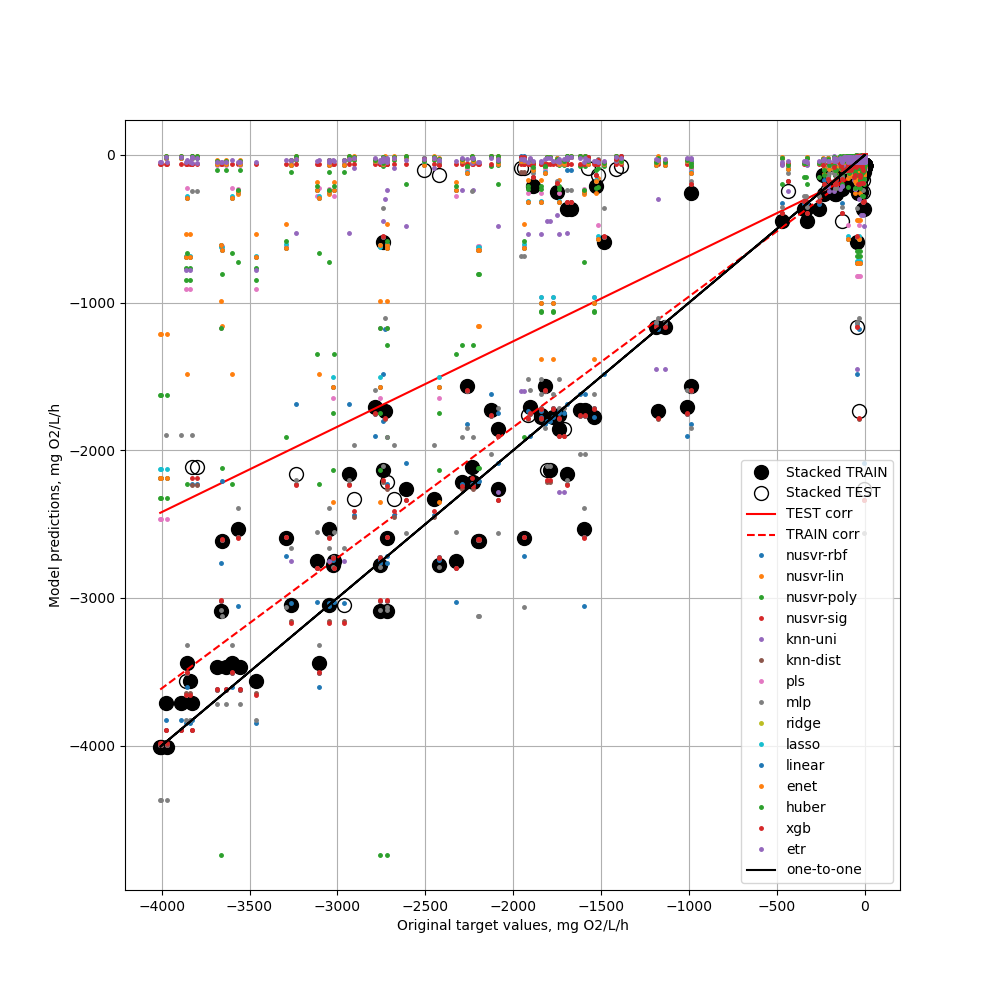 0
−1000
−2000
−3000
−4000
Model predictions, mg O2/L/h
−4000 −3500 −3000 −2500 −2000 −1500 −1000 −500 0
Original target values, mg O2/L/h
Stacked TRAIN
Stacked TEST
TEST corr
TRAIN corr
nusvr-rbf
nusvr-lin
nusvr-poly
nusvr-sig
knn-uni
knn-dist
pls
mlp
ridge
lasso
linear
enet
huber
xgb
etr
one-to-one